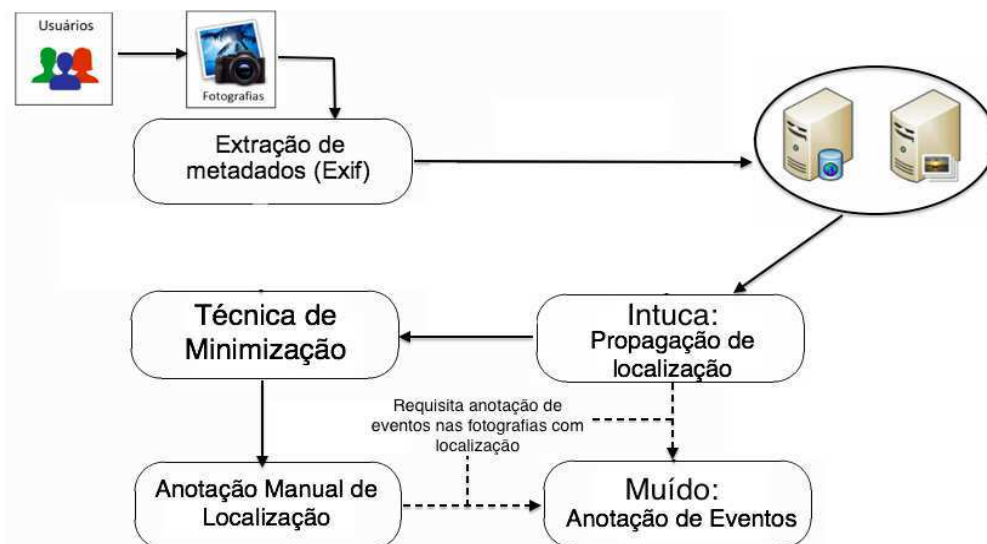 Usuários
Fotografias
Extração de
metadados (Exif)
Técnica de
Minimização
Intuca:
Propagação de
localização
Requisita anotação de
eventos nas fotografias com
localização
Anotação Manual de
Localização
Muído:
Anotação de Eventos